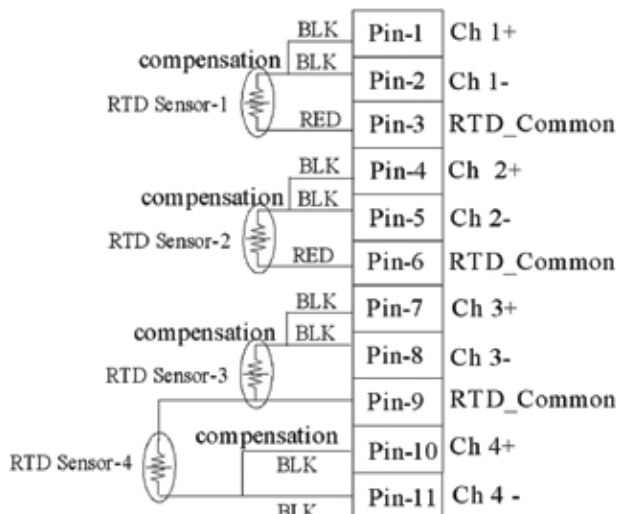 BLK Pin-1 Ch 1+
compensation BLK Pin-2 Ch 1-
RTD Sensor-1
RED Pin-3 RTD_Common
BLK Pin-4 Ch 2+
compensation BLK Pin-5 Ch 2-
RTD Sensor-2
RED Pin-6 RTD_Common
BLK Pin-7 Ch 3+
compensation BLK Pin-8 Ch 3-
RTD Sensor-3
Pin-9 RTD_Common
compensation Pin-10 Ch 4+
RTD Sensor-4 BLK
Pin-11 Ch 4 -
BLK